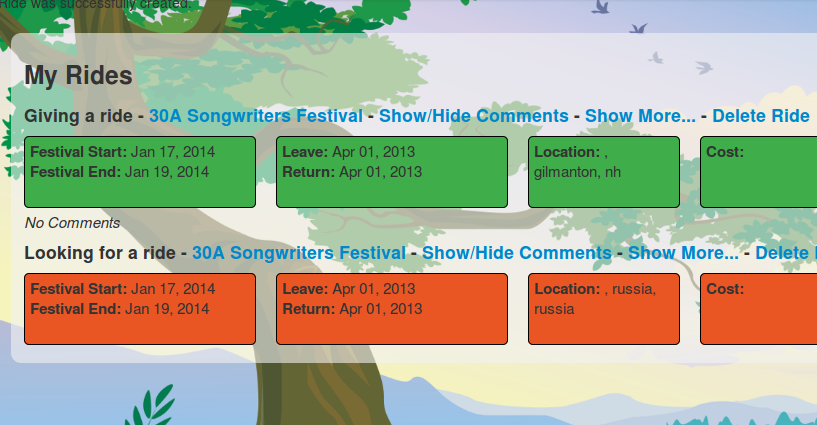 Ride was successfully created.
My Rides
Giving a ride - 30A Songwriters Festival - Show/Hide Comments - Show More... - Delete Ride
Festival Start: Jan 17, 2014
Festival End: Jan 19, 2014
Leave: Apr 01, 2013
Return: Apr 01, 2013
Location: ,
gilmanton, nh
Cost:
No Comments
Looking for a ride - 30A Songwriters Festival - Show/Hide Comments - Show More... - Delete
Festival Start: Jan 17, 2014
Festival End: Jan 19, 2014
Leave: Apr 01, 2013
Return: Apr 01, 2013
Location: , russia,
russia
Cost: